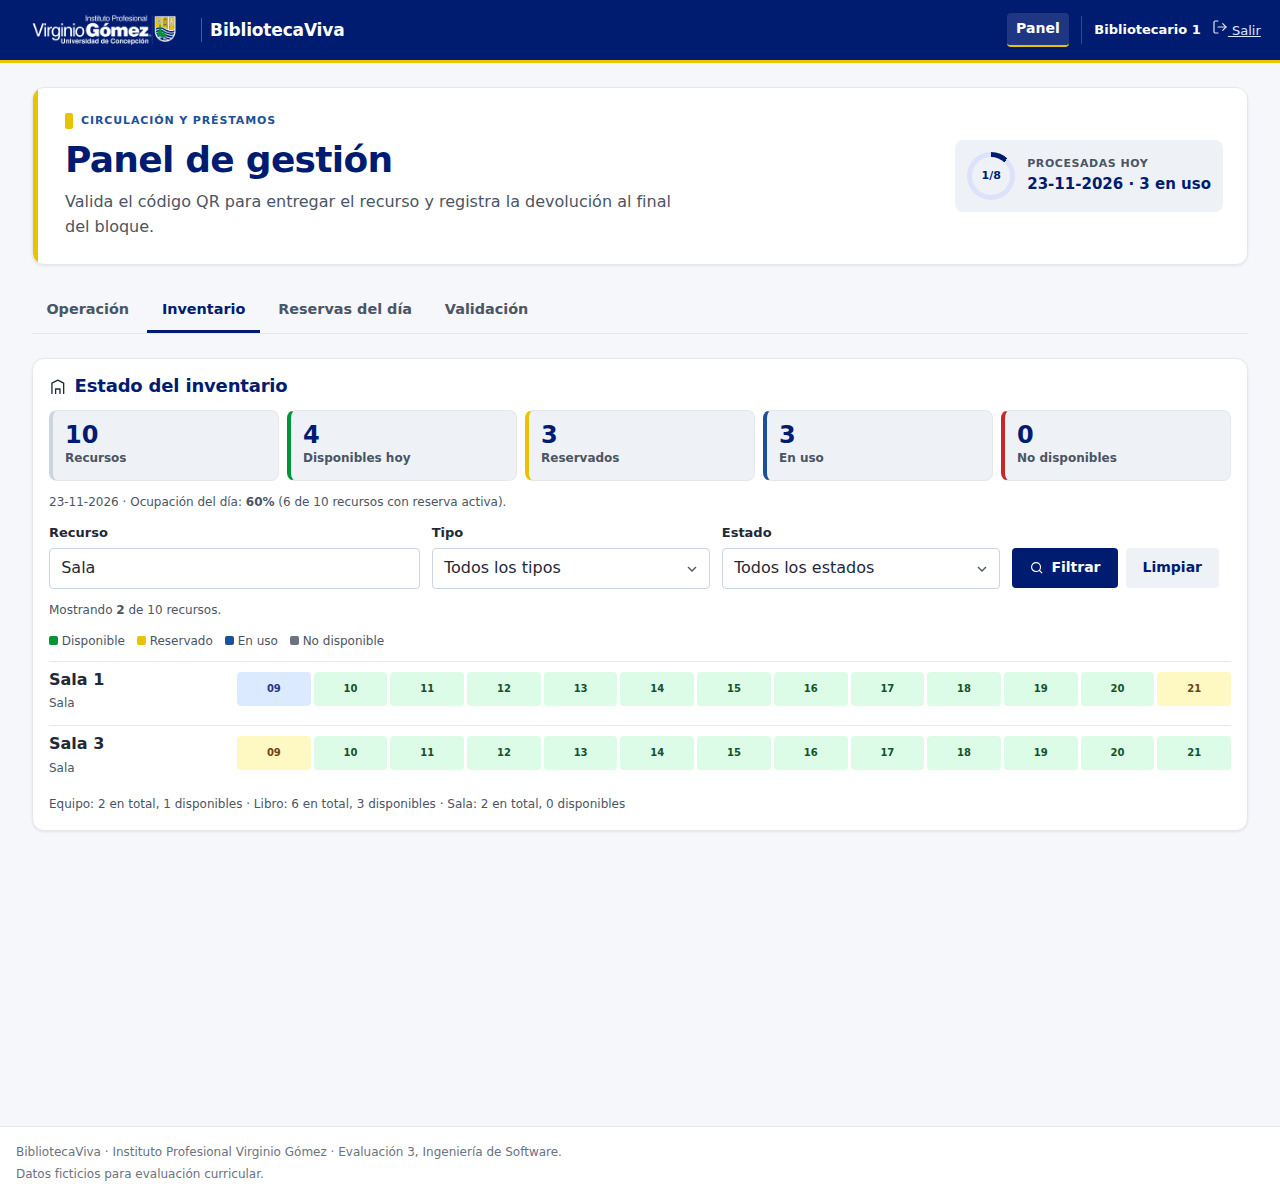 Instituto Profesional
VirginioGómez
Universidad de Concepción
BibliotecaViva
Panel
Bibliotecario 1
Salir
CIRCULACIÓN Y PRÉSTAMOS
Panel de gestión
Valida el código QR para entregar el recurso y registra la devolución al final
del bloque.
1/8
PROCESADAS HOY
23-11-2026 · 3 en uso
Operación
Inventario
Reservas del día
Validación
Estado del inventario
10
Recursos
4
Disponibles hoy
3
Reservados
3
En uso
0
No disponibles
23-11-2026 · Ocupación del día: 60% (6 de 10 recursos con reserva activa).
Recurso
Tipo
Estado
Sala
Todos los tipos
Todos los estados
Filtrar
Limpiar
Mostrando 2 de 10 recursos.
Disponible Reservado En uso No disponible
Sala 1
Sala
09 10 11 12 13 14 15 16 17 18 19 20 21
Sala 3
Sala
09 10 11 12 13 14 15 16 17 18 19 20 21
Equipo: 2 en total, 1 disponibles · Libro: 6 en total, 3 disponibles · Sala: 2 en total, 0 disponibles
BibliotecaViva · Instituto Profesional Virginio Gómez · Evaluación 3, Ingeniería de Software.
Datos ficticios para evaluación curricular.